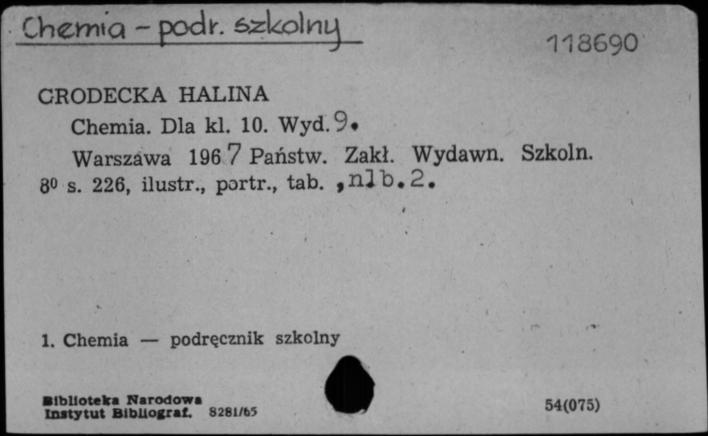 Chemia - podr. szkolny
118690
GRODECKA HALINA
Chemia. Dla kl. 10. Wyd. 9.
Warszawa 1967 Państw. Zakł. Wydawn. Szkoln.
8⁰ s. 226, ilustr., portr., tab. , nlb. 2.
1. Chemia — podręcznik szkolny
Biblioteka Narodowa
Instytut Bibliograf. 8281/65
54(075)